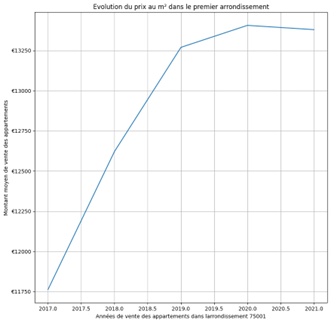 Évolution du prix au m² dans le premier arrondissement
Montant moyen de vente des appartements
€13250
€13000
€12750
€12500
€12250
€12000
€11750
2017.0 2017.5 2018.0 2018.5 2019.0 2019.5 2020.0 2020.5 2021.0
Années de vente des appartements dans larrondissement 75001